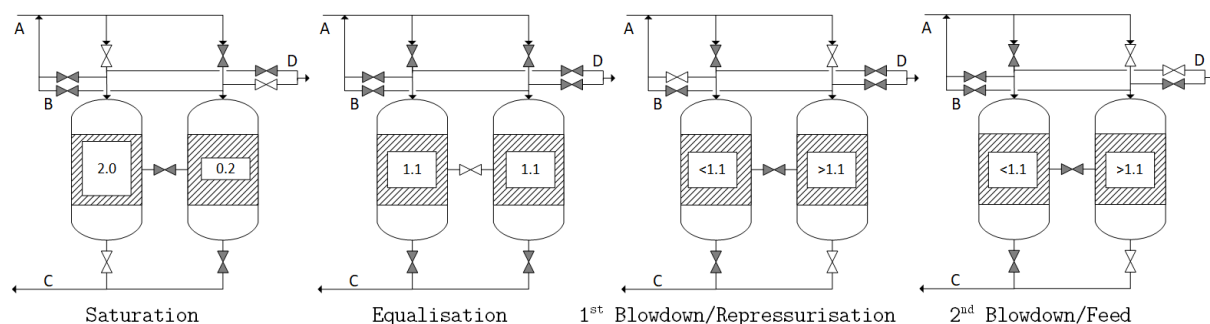 A
D
B
2.0
0.2
C
Saturation
A
D
B
1.1
1.1
C
Equalisation
A
D
B
<1.1
>1.1
C
1st Blowdown/Repressurisation
A
D
B
<1.1
>1.1
C
2nd Blowdown/Feed